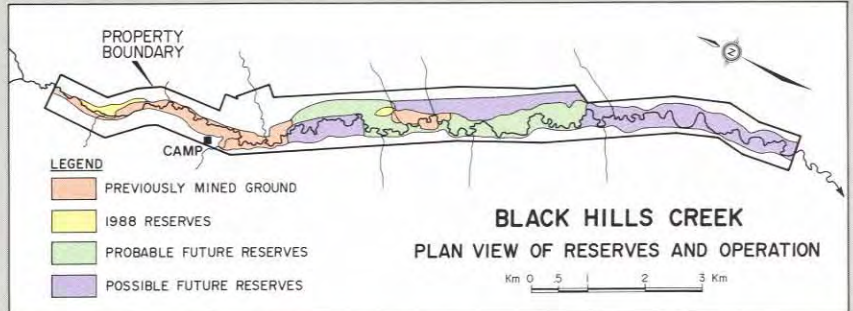 PROPERTY
BOUNDARY
N
CAMP
LEGEND
PREVIOUSLY MINED GROUND
1988 RESERVES
PROBABLE FUTURE RESERVES
POSSIBLE FUTURE RESERVES
BLACK HILLS CREEK
PLAN VIEW OF RESERVES AND OPERATION
Km 0 .5 1 2 3 Km